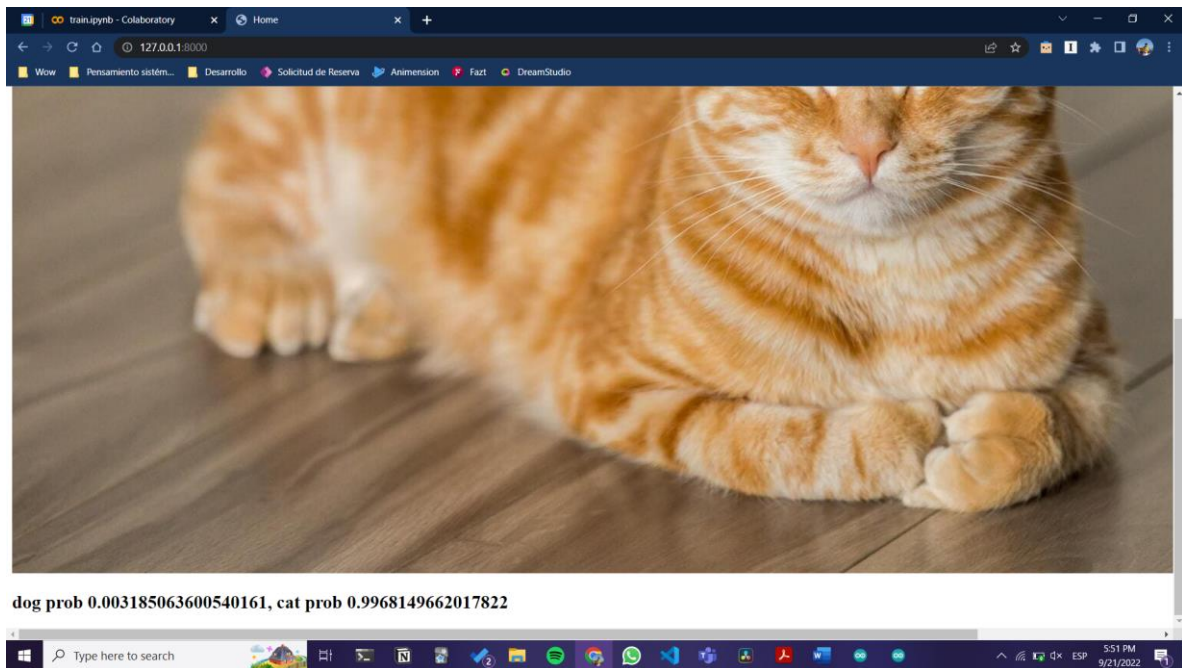 train.ipynb - Colaboratory
Home
127.0.0.1:8000
Wow Pensamiento sistém... Desarrollo Solicitud de Reserva Animension Fazt DreamStudio
dog prob 0.003185063600540161, cat prob 0.9968149662017822
Type here to search
ESP
5:51 PM
9/21/2022